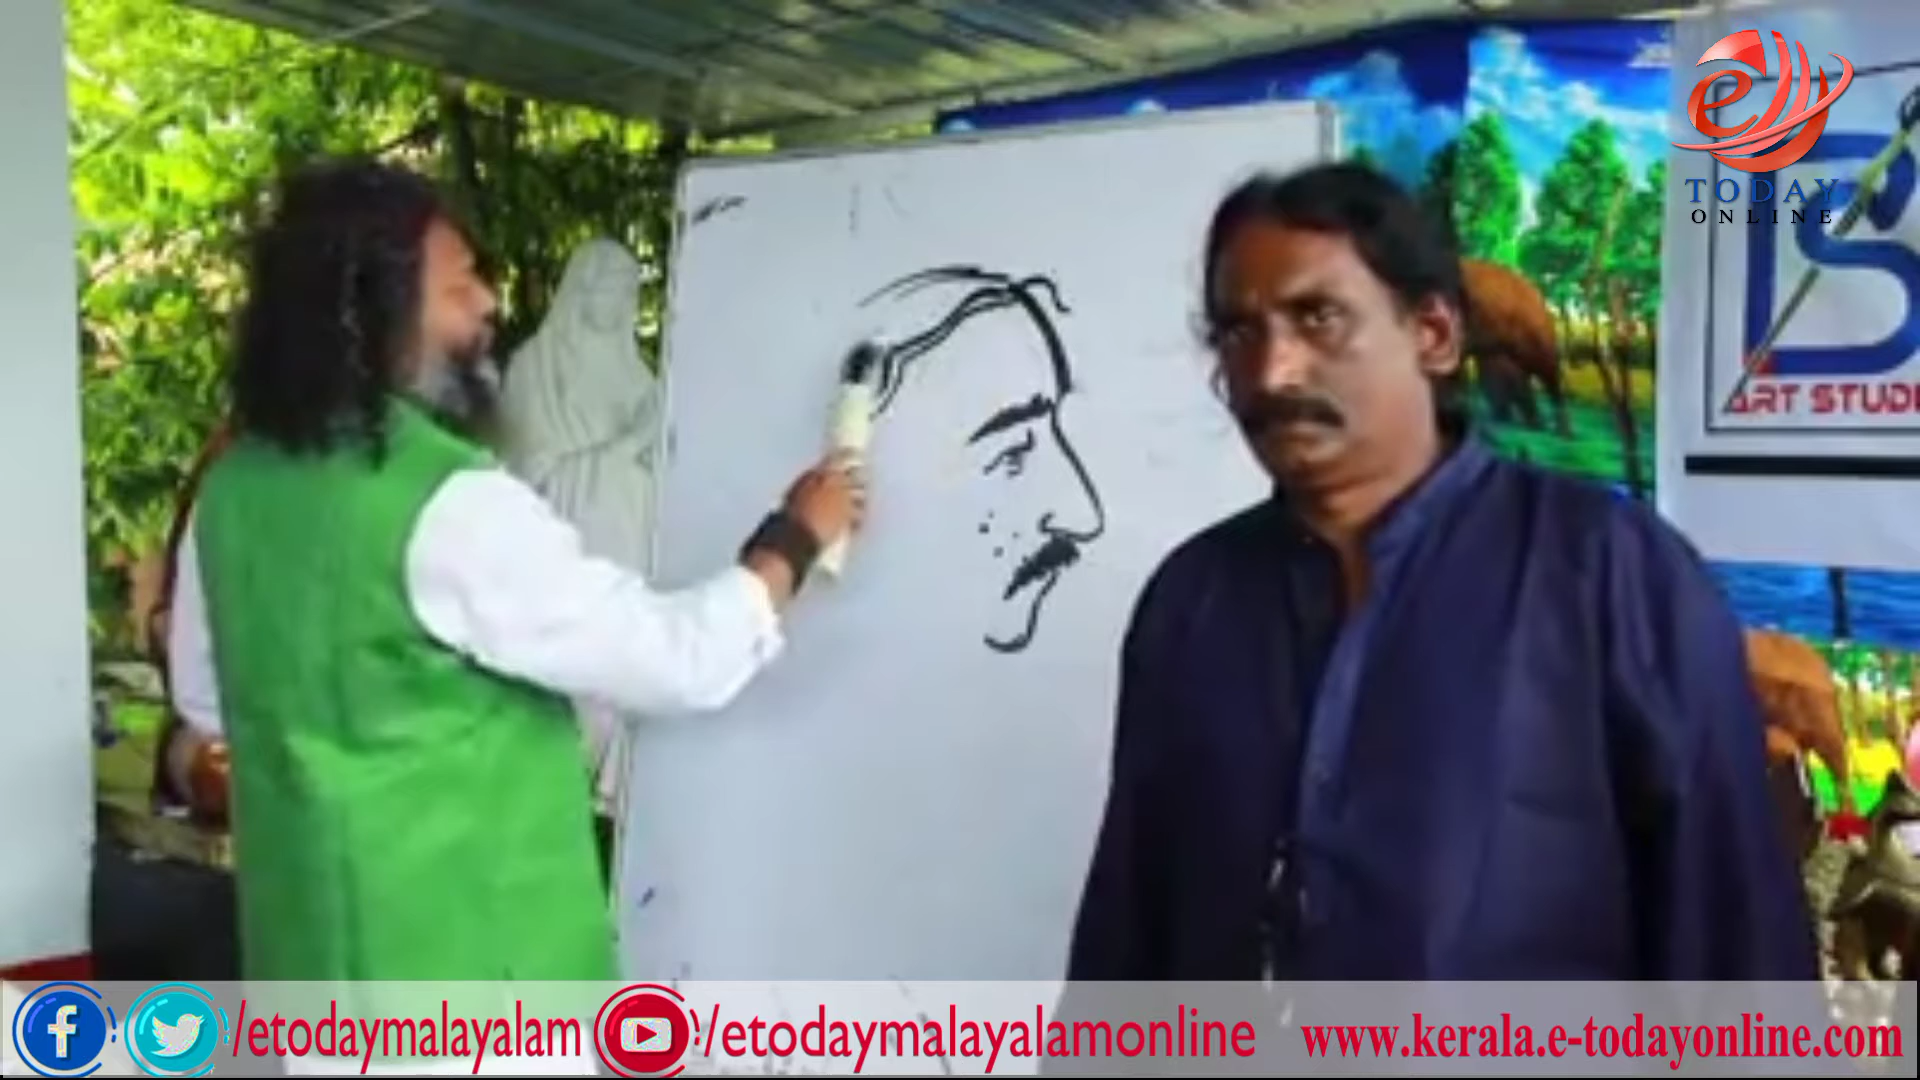 e
TODAY
ONLINE
ART STUD
/etodaymalayalam
/etodaymalayalamonline
www.kerala.e-todayonline.com